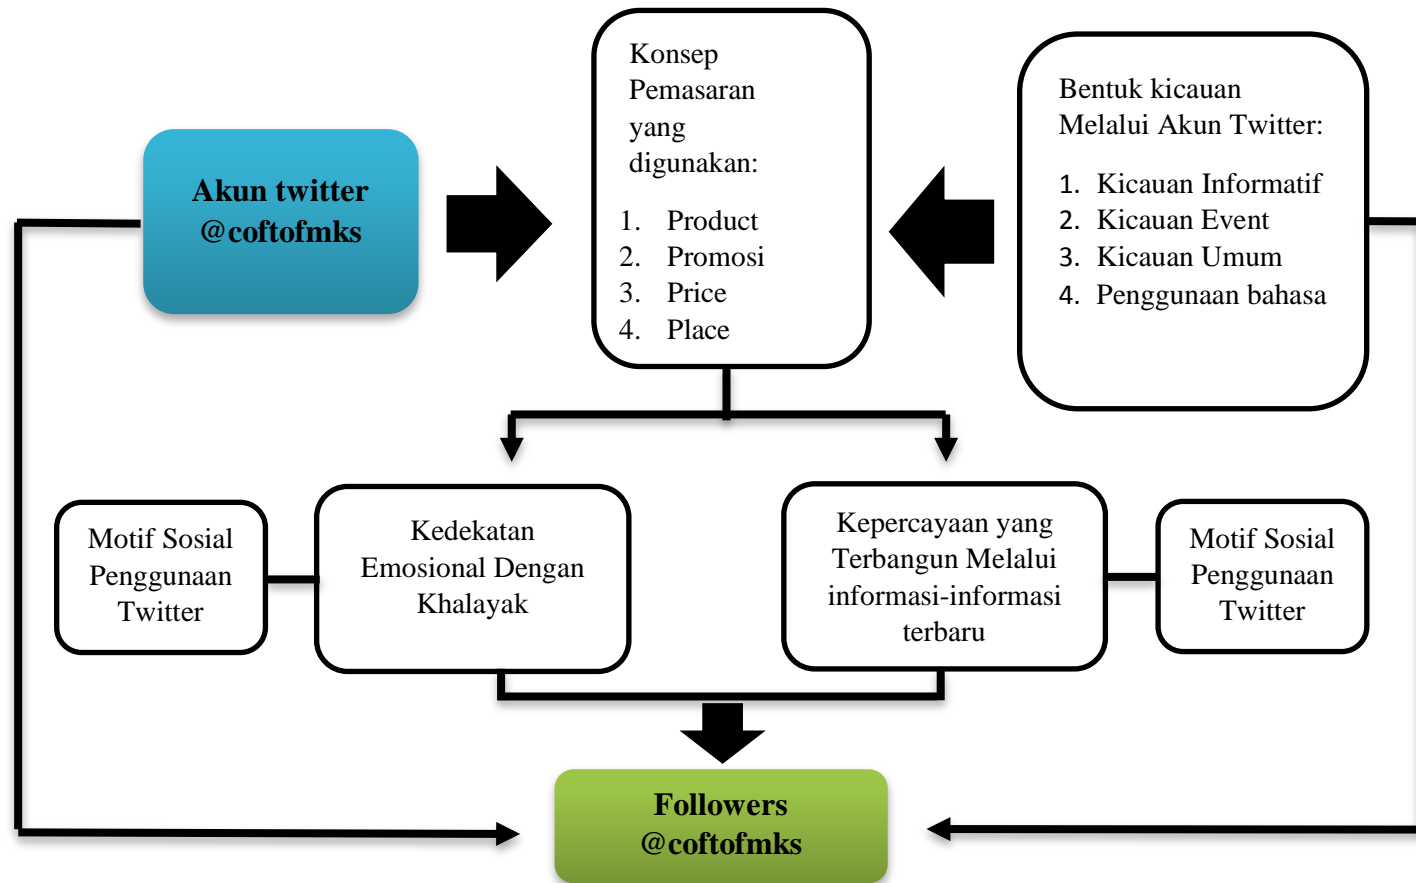 Akun twitter
@coftofmks
Konsep
Pemasaran
yang
digunakan:
1. Product
2. Promosi
3. Price
4. Place
Bentuk kicauan
Melalui Akun Twitter:
1. Kicauan Informatif
2. Kicauan Event
3. Kicauan Umum
4. Penggunaan bahasa
Motif Sosial
Penggunaan
Twitter
Kedekatan
Emosional Dengan
Khalayak
Kepercayaan yang
Terbangun Melalui
informasi-informasi
terbaru
Motif Sosial
Penggunaan
Twitter
Followers
@coftofmks